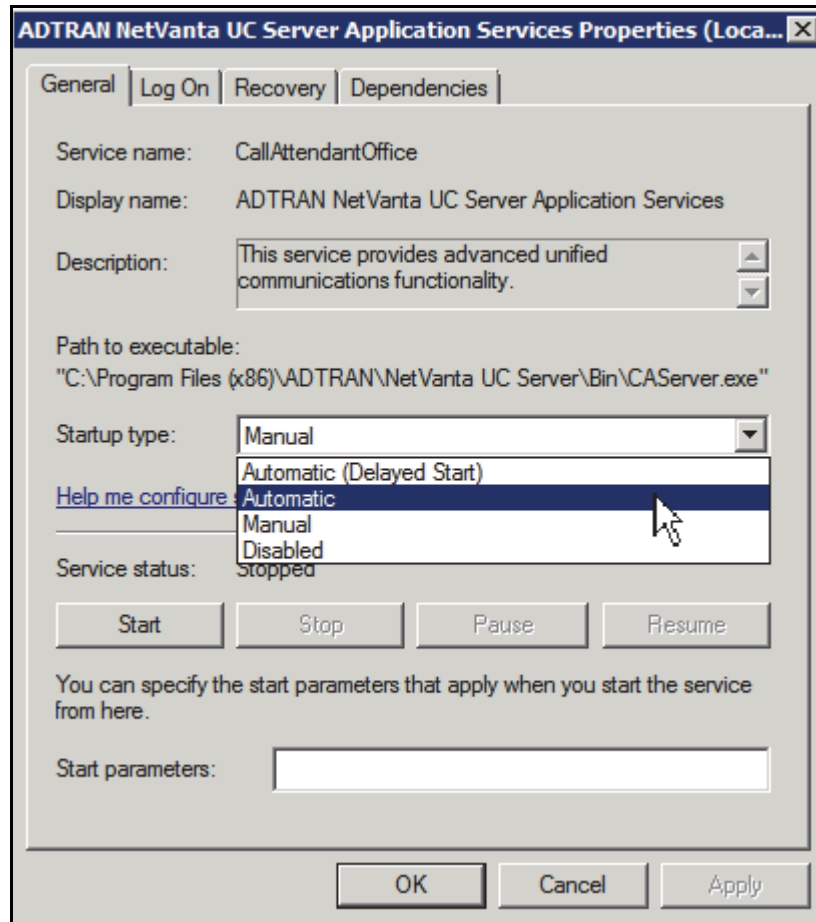 ADTRAN NetVanta UC Server Application Services Properties (Loca...
General Log On Recovery Dependencies
Service name: CallAttendantOffice
Display name: ADTRAN NetVanta UC Server Application Services
Description: This service provides advanced unified
communications functionality.
Path to executable:
"C:\Program Files (x86)\ADTRAN\NetVanta UC Server\Bin\CAServer.exe"
Startup type: Manual
Automatic (Delayed Start)
Help me configure Automatic
Manual
Disabled
Service status: Stopped
Start Stop Pause Resume
You can specify the start parameters that apply when you start the service
from here.
Start parameters:
OK Cancel Apply